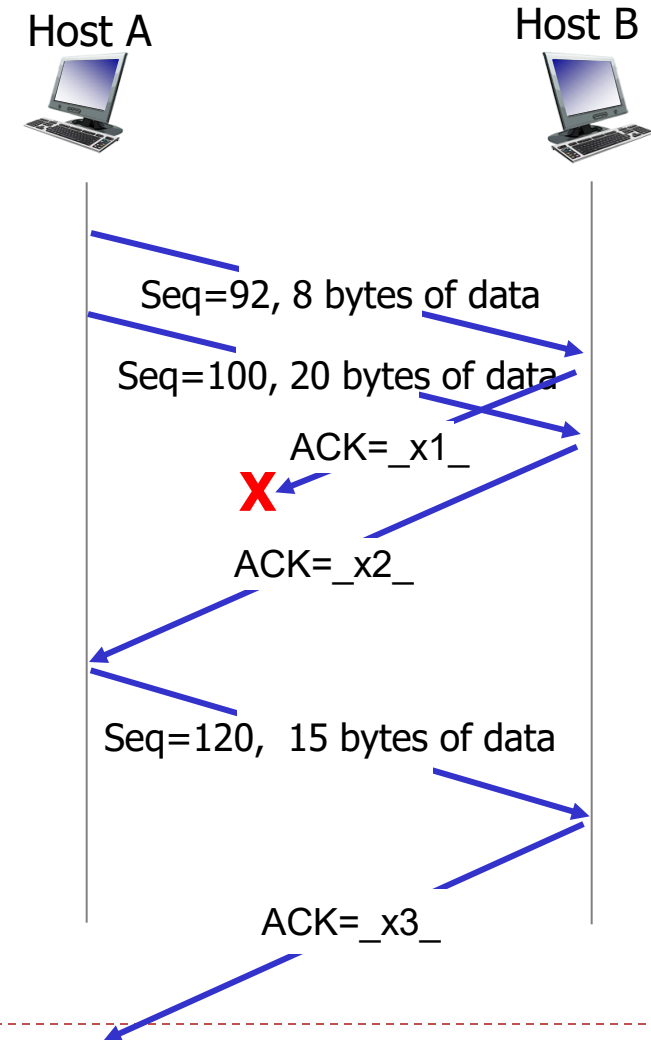 Host A
Host B
Seq=92, 8 bytes of data
Seq=100, 20 bytes of data
ACK=_x1_
X
ACK=_x2_
Seq=120, 15 bytes of data
ACK=_x3_